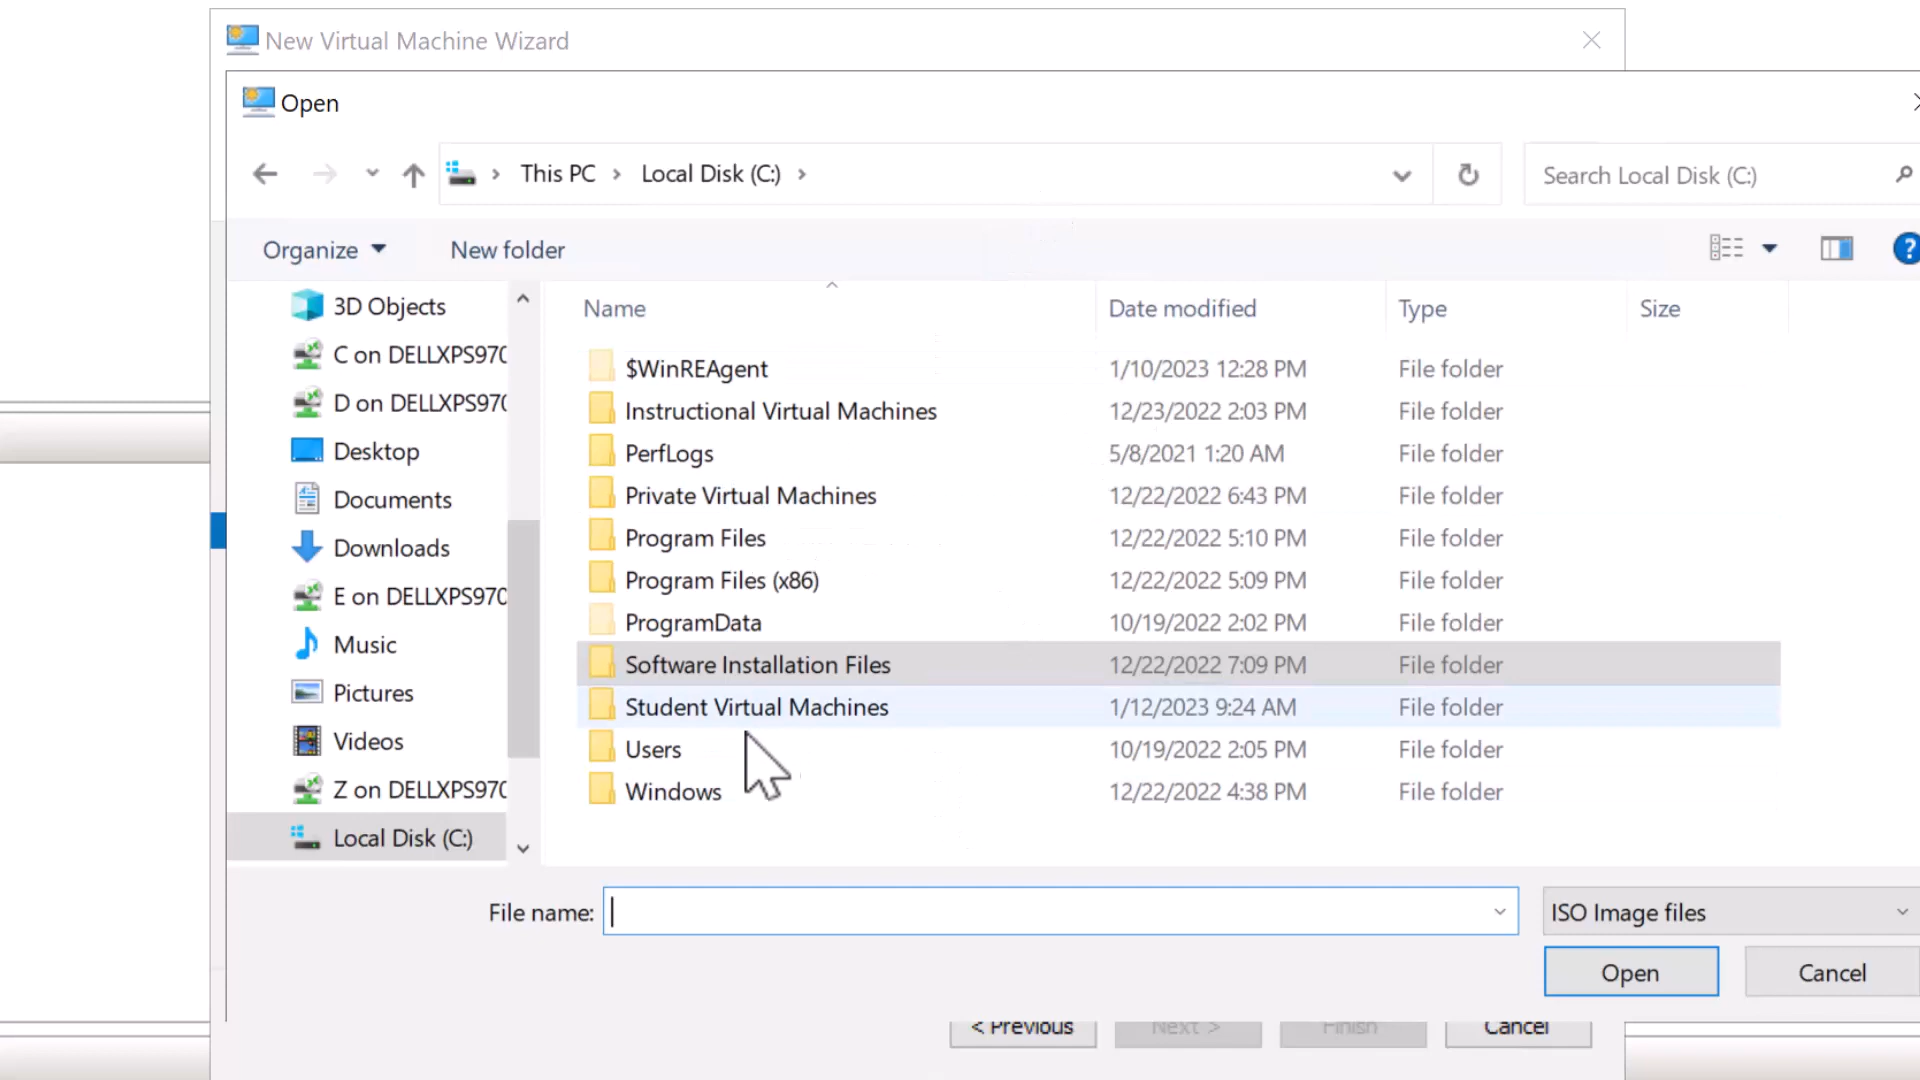 New Virtual Machine Wizard
Open
This PC Local Disk (C:)
Search Local Disk (C:)
Organize New folder
3D Objects
C on DELLXPS970
D on DELLXPS970
Desktop
Documents
Downloads
E on DELLXPS970
Music
Pictures
Videos
Z on DELLXPS970
Local Disk (C:)
Name Date modified Type Size
$WinREAgent 1/10/2023 12:28 PM File folder
Instructional Virtual Machines 12/23/2022 2:03 PM File folder
PerfLogs 5/8/2021 1:20 AM File folder
Private Virtual Machines 12/22/2022 6:43 PM File folder
Program Files 12/22/2022 5:10 PM File folder
Program Files (x86) 12/22/2022 5:09 PM File folder
ProgramData 10/19/2022 2:02 PM File folder
Software Installation Files 12/22/2022 7:09 PM File folder
Student Virtual Machines 1/12/2023 9:24 AM File folder
Users 10/19/2022 2:05 PM File folder
Windows 12/22/2022 4:38 PM File folder
File name: ISO Image files
Open Cancel
< Previous Next > Finish Cancel